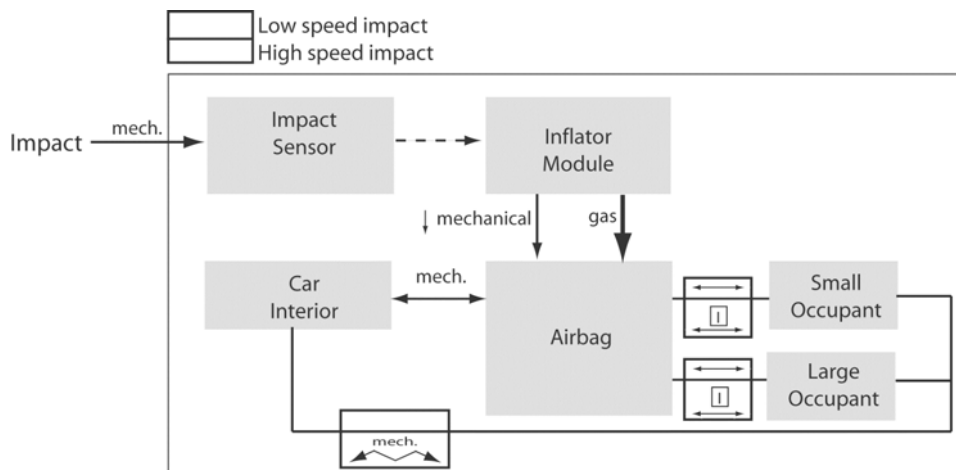 Low speed impact
High speed impact
Impact
mech.
Impact
Sensor
Inflator
Module
mechanical
gas
Car
Interior
mech.
Airbag
I
Small
Occupant
I
Large
Occupant
mech.